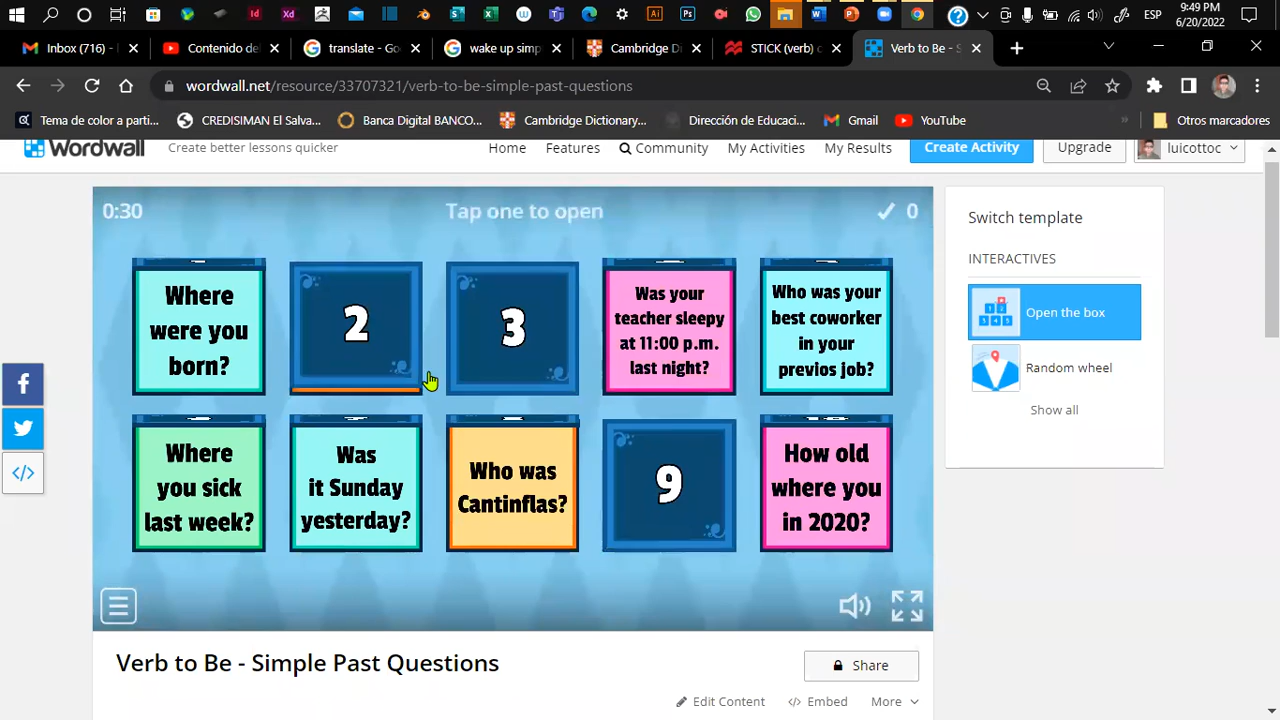 9:49 PM
ESP
6/20/2022
Inbox (716) -
Contenido de
translate - Go
wake up simp
Cambridge D
STICK (verb) c
Verb to Be - S
wordwall.net/resource/33707321/verb-to-be-simple-past-questions
Tema de color a parti...
CREDISIMAN El Salva...
Banca Digital BANCO...
Cambridge Dictionary...
Dirección de Educaci...
Gmail
YouTube
Otros marcadores
Wordwall
Create better lessons quicker
Home
Features
Community
My Activities
My Results
Create Activity
Upgrade
luicottoc
0:30
Tap one to open
0
Where
were you
born?
2
3
Was your
teacher sleepy
at 11:00 p.m.
last night?
Who was your
best coworker
in your
previos job?
Where
you sick
last week?
Was
it Sunday
yesterday?
Who was
Cantinflas?
9
How old
where you
in 2020?
Switch template
INTERACTIVES
Open the box
Random wheel
Show all
Verb to Be - Simple Past Questions
Share
Edit Content
Embed
More